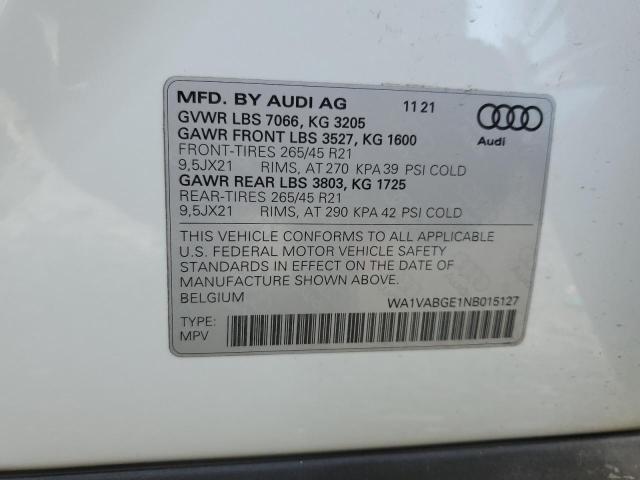 MFD. BY AUDI AG 11 21
GVWR LBS 7066, KG 3205
GAWR FRONT LBS 3527, KG 1600
FRONT-TIRES 265/45 R21
9,5JX21 RIMS, AT 270 KPA 39 PSI COLD
GAWR REAR LBS 3803, KG 1725
REAR-TIRES 265/45 R21
9,5JX21 RIMS, AT 290 KPA 42 PSI COLD
Audi
THIS VEHICLE CONFORMS TO ALL APPLICABLE
U.S. FEDERAL MOTOR VEHICLE SAFETY
STANDARDS IN EFFECT ON THE DATE OF
MANUFACTURE SHOWN ABOVE.
BELGIUM WA1VABGE1NB015127
TYPE:
MPV